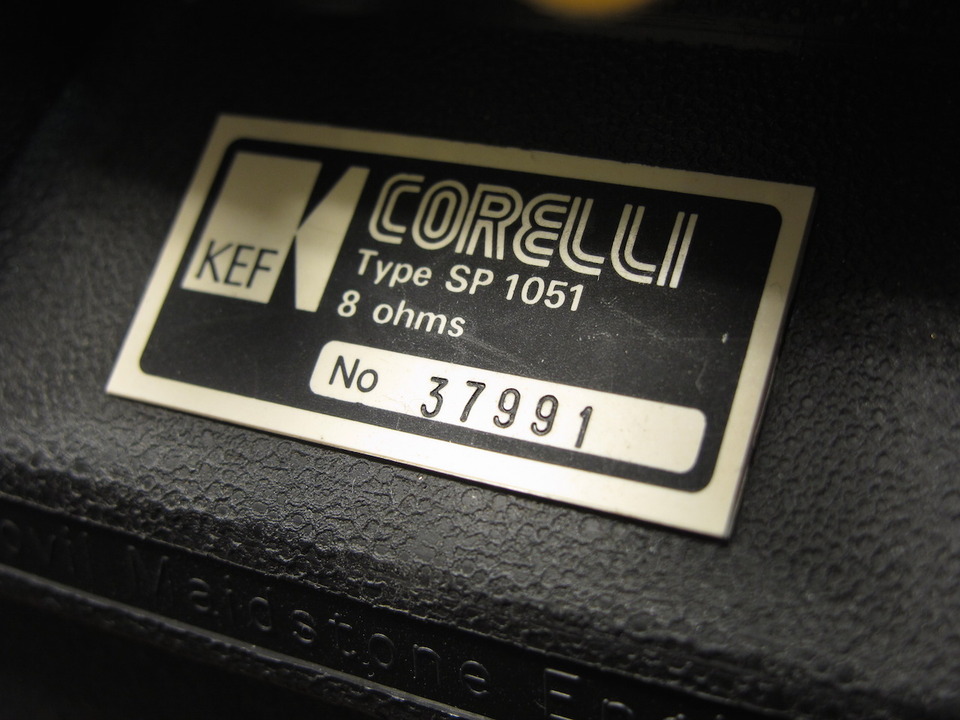 KEF
CORELLI
Type SP 1051
8 ohms
No 37991
Maidstone